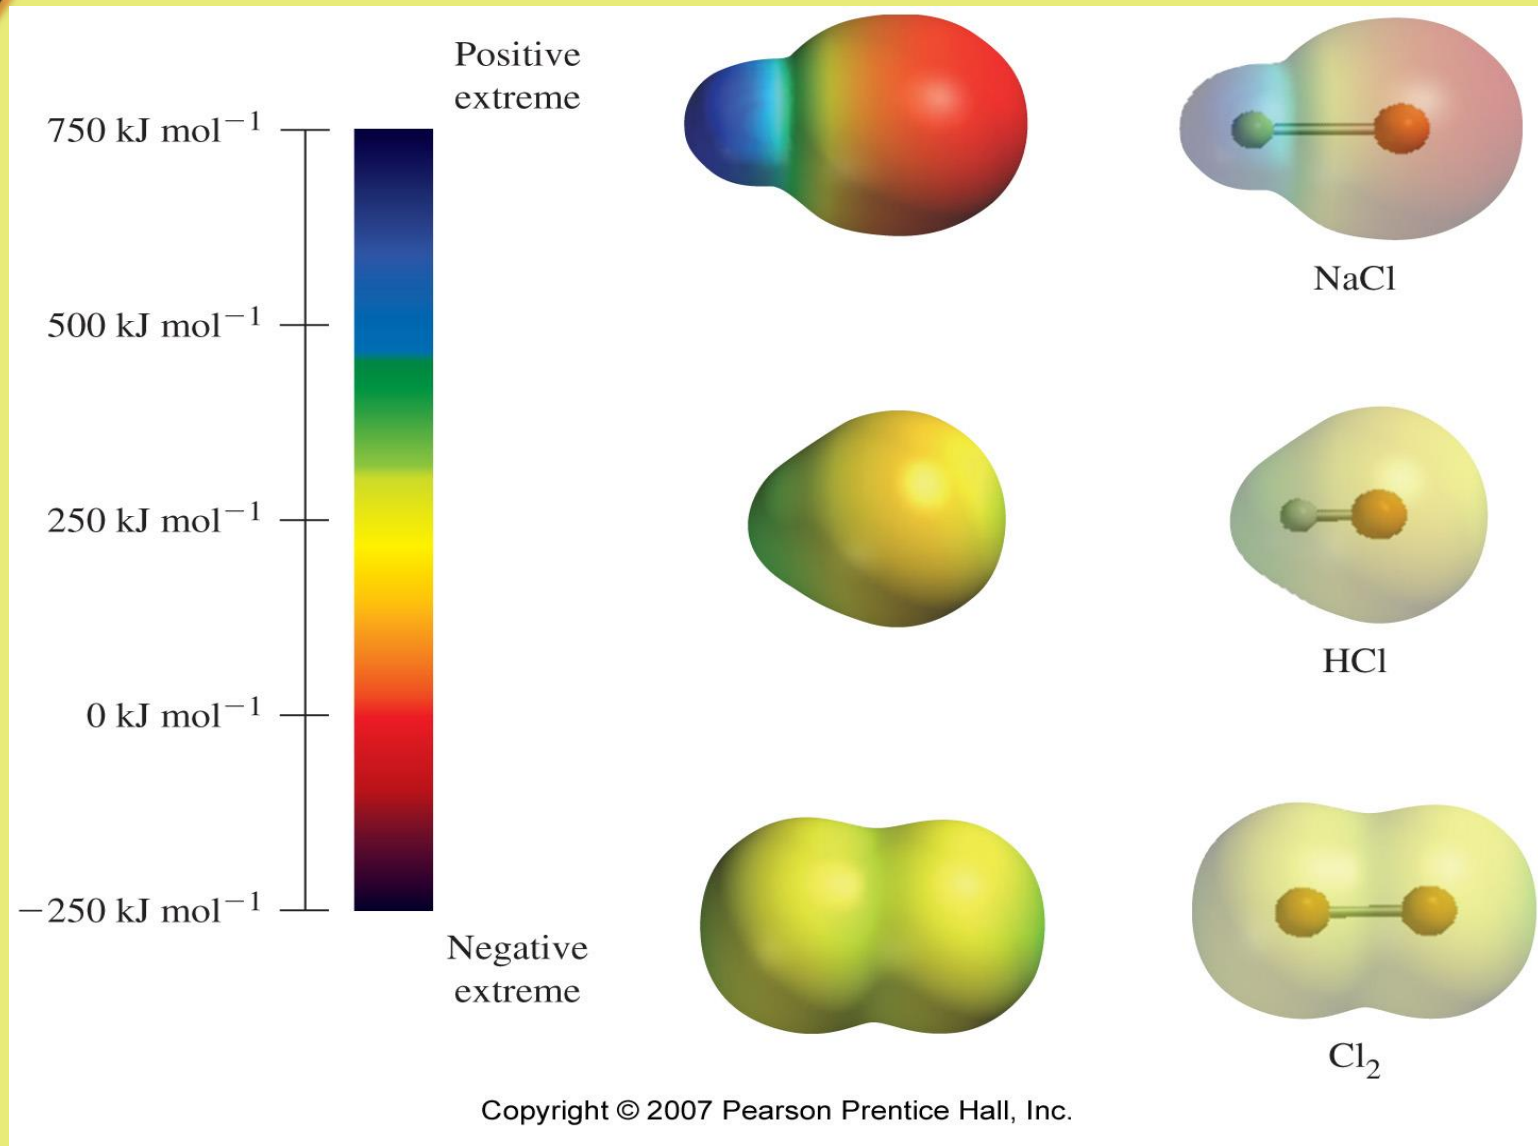 Positive
extreme
750 kJ mol⁻¹
500 kJ mol⁻¹
250 kJ mol⁻¹
0 kJ mol⁻¹
−250 kJ mol⁻¹
Negative
extreme
NaCl
HCl
Cl₂
Copyright © 2007 Pearson Prentice Hall, Inc.